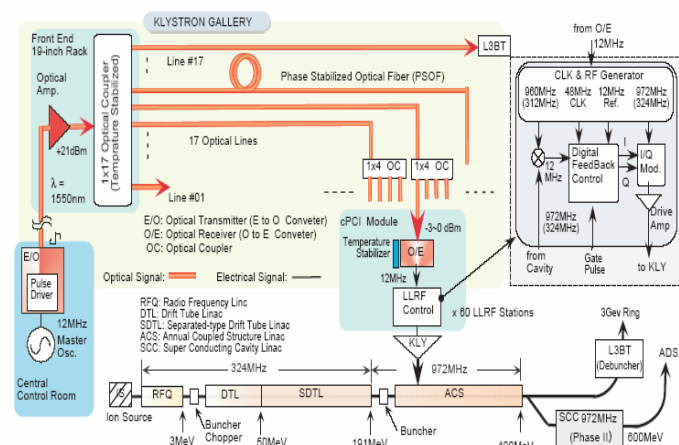 KLYSTRON GALLERY
Front End
19-inch Rack
Optical
Amp.
+21dBm
λ =
1550nm
1x17 Optical Coupler
(Temprature Stabilized)
Line #17
Phase Stabilized Optical Fiber (PSOF)
L3BT
17 Optical Lines
Line #01
1x4 OC
1x4 OC
E/O: Optical Transmitter (E to O Conveter)
O/E: Optical Receiver (O to E Conveter)
OC: Optical Coupler
Optical Signal:
Electrical Signal:
cPCI Module
-3~0 dBm
Temperature
Stabilizer
O/E
12MHz
LLRF
Control
x 60 LLRF Stations
KLY
E/O
Pulse
Driver
12MHz
Master
Osc.
Central
Control Room
from O/E
12MHz
CLK & RF Generator
960MHz
(312MHz)
48MHz
CLK
12MHz
Ref.
972MHz
(324MHz)
12
MHz
Digital
FeedBack
Control
I
Q
I/Q
Mod.
972MHz
(324MHz)
Drive
Amp
from
Cavity
Gate
Pulse
to KLY
RFQ: Radio Frequency Linc
DTL: Drift Tube Linac
SDTL: Separated-type Drift Tube Linac
ACS: Annual Coupled Structure Linac
SCC: Super Conducting Cavity Linac
324MHz
972MHz
IS
Ion Source
RFQ
DTL
SDTL
ACS
Buncher
Chopper
Buncher
3MeV
50MeV
191MeV
400MeV
3Gev Ring
L3BT
(Debuncher)
ADS
SCC 972MHz
(Phase II)
600MeV